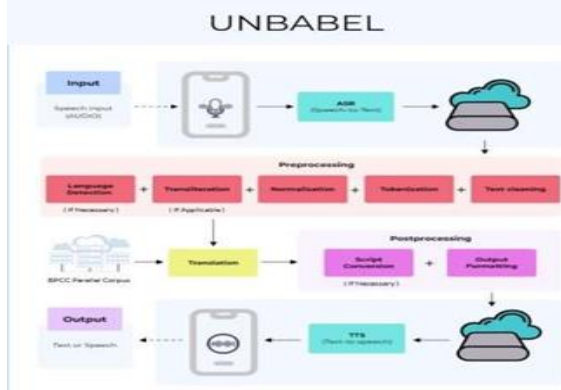 UNBABEL
Input
Speech Input
(AUDIO)
ASR
(Speech-to-Text)
Preprocessing
Language
Detection
+
Transliteration
+
Normalisation
+
Tokenization
+
Text cleaning
(If Necessary)
(If Applicable)
BPCC Parallel Corpus
Translation
Postprocessing
Script
Conversion
+
Output
Formatting
(If Necessary)
Output
Text or Speech
TTS
(Text-to-speech)